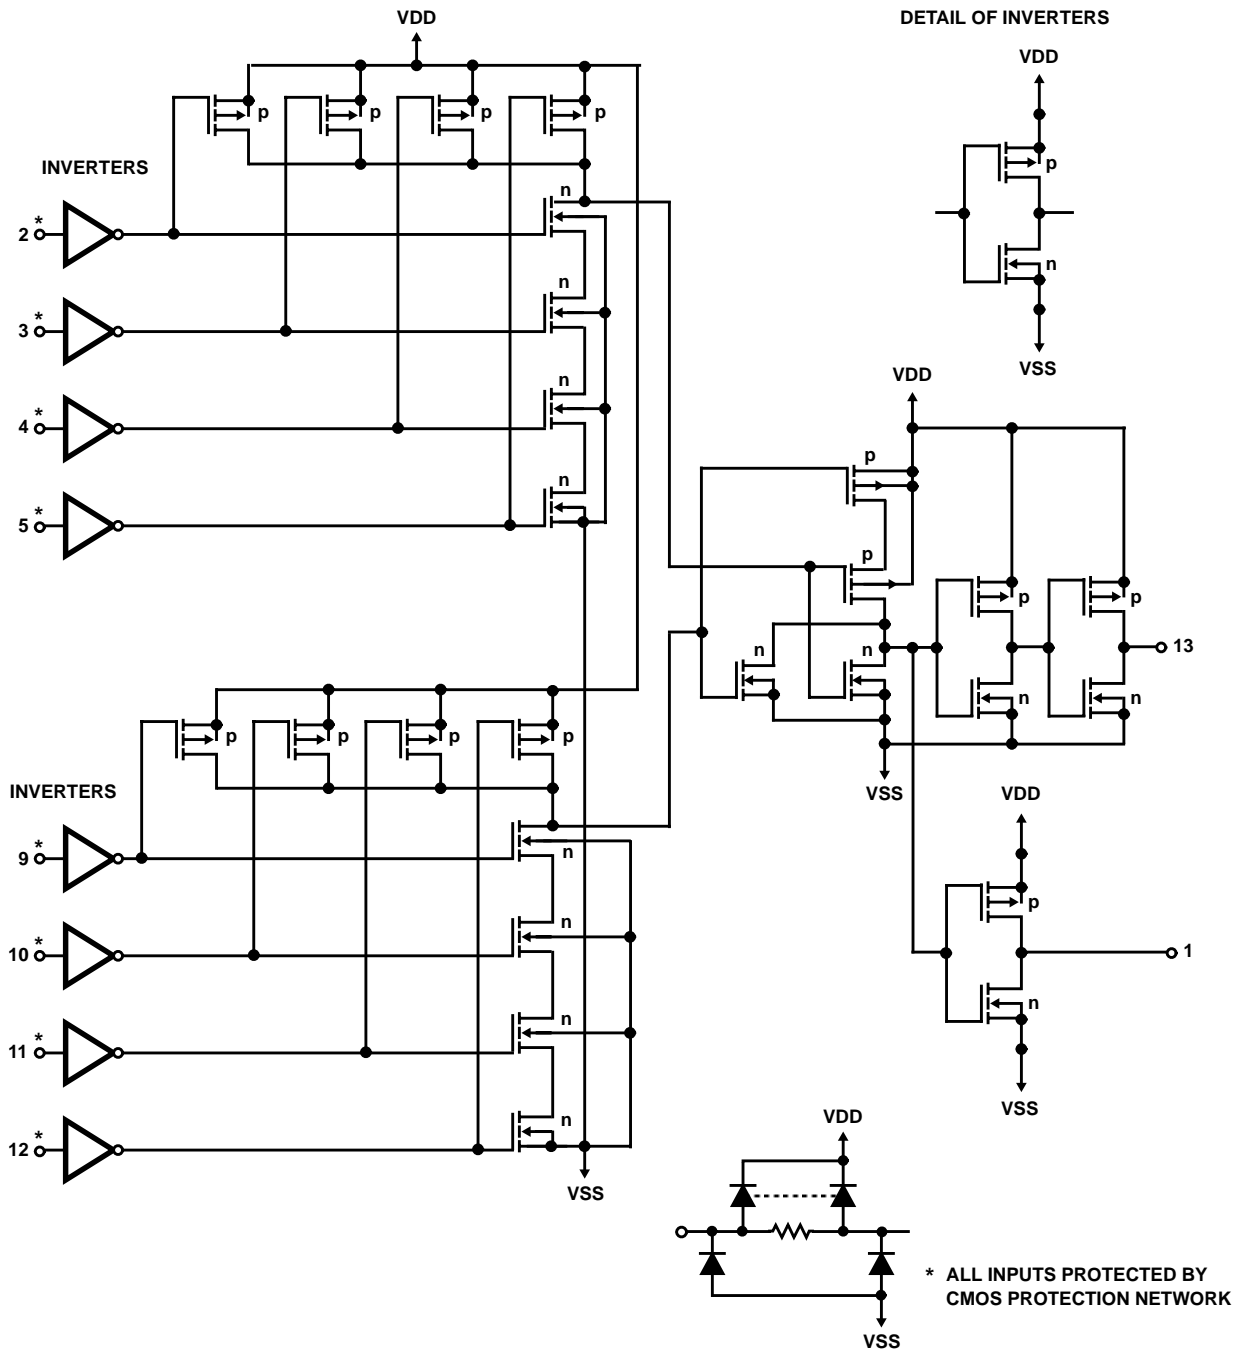 VDD
DETAIL OF INVERTERS
VDD
p
p
p
p
p
INVERTERS
n
* 2
n
n
* 3
VSS
VDD
n
* 4
p
n
* 5
p
p
p
n
n
13
n
n
p
p
p
p
VSS
VDD
INVERTERS
* 9
n
p
n
* 10
1
n
n
* 11
VSS
n
* 12
VDD
VSS
* ALL INPUTS PROTECTED BY
CMOS PROTECTION NETWORK
VSS